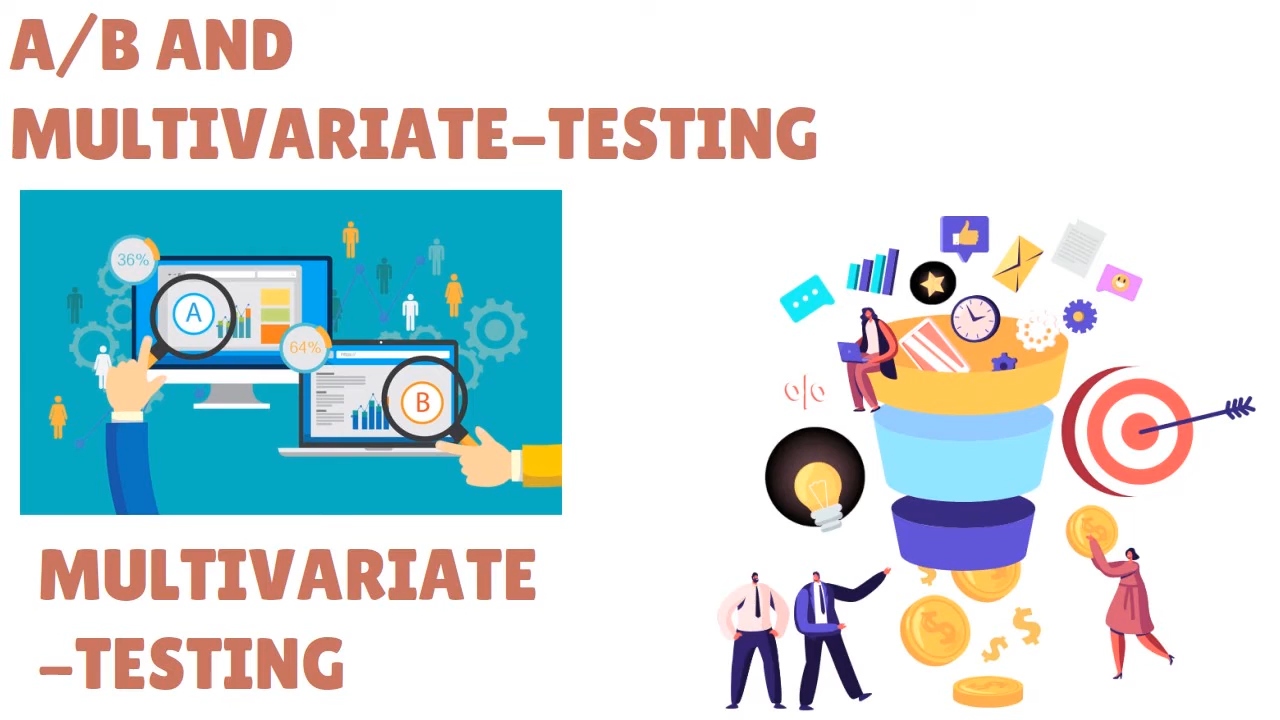 A/B AND
MULTIVARIATE-TESTING
36%
A
64%
B
%
MULTIVARIATE
-TESTING